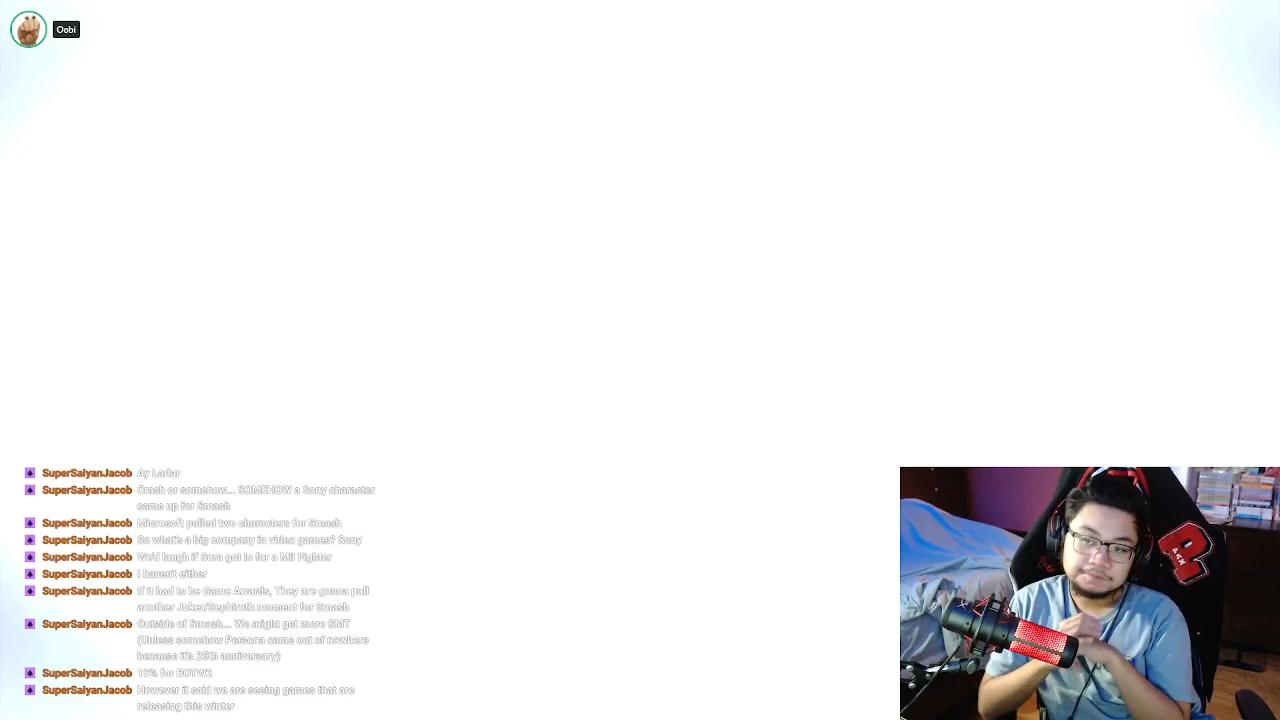 Oobi
SuperSaiyanJacob Ay Larlar
SuperSaiyanJacob Crash or somehow... SOMEHOW a Sony character
came up for Smash
SuperSaiyanJacob Microsoft pulled two characters for Smash
SuperSaiyanJacob So what's a big company in video games? Sony
SuperSaiyanJacob We'd laugh if Sora got in for a Mii Fighter
SuperSaiyanJacob I haven't either
SuperSaiyanJacob If it had to be Game Awards, They are gonna pull
another Joker/Sephiroth moment for Smash
SuperSaiyanJacob Outside of Smash... We might get more SMT
(Unless somehow Persona came out of nowhere
because it's 25th anniversary)
SuperSaiyanJacob 15% for BOTW2
SuperSaiyanJacob However it said we are seeing games that are
releasing this winter